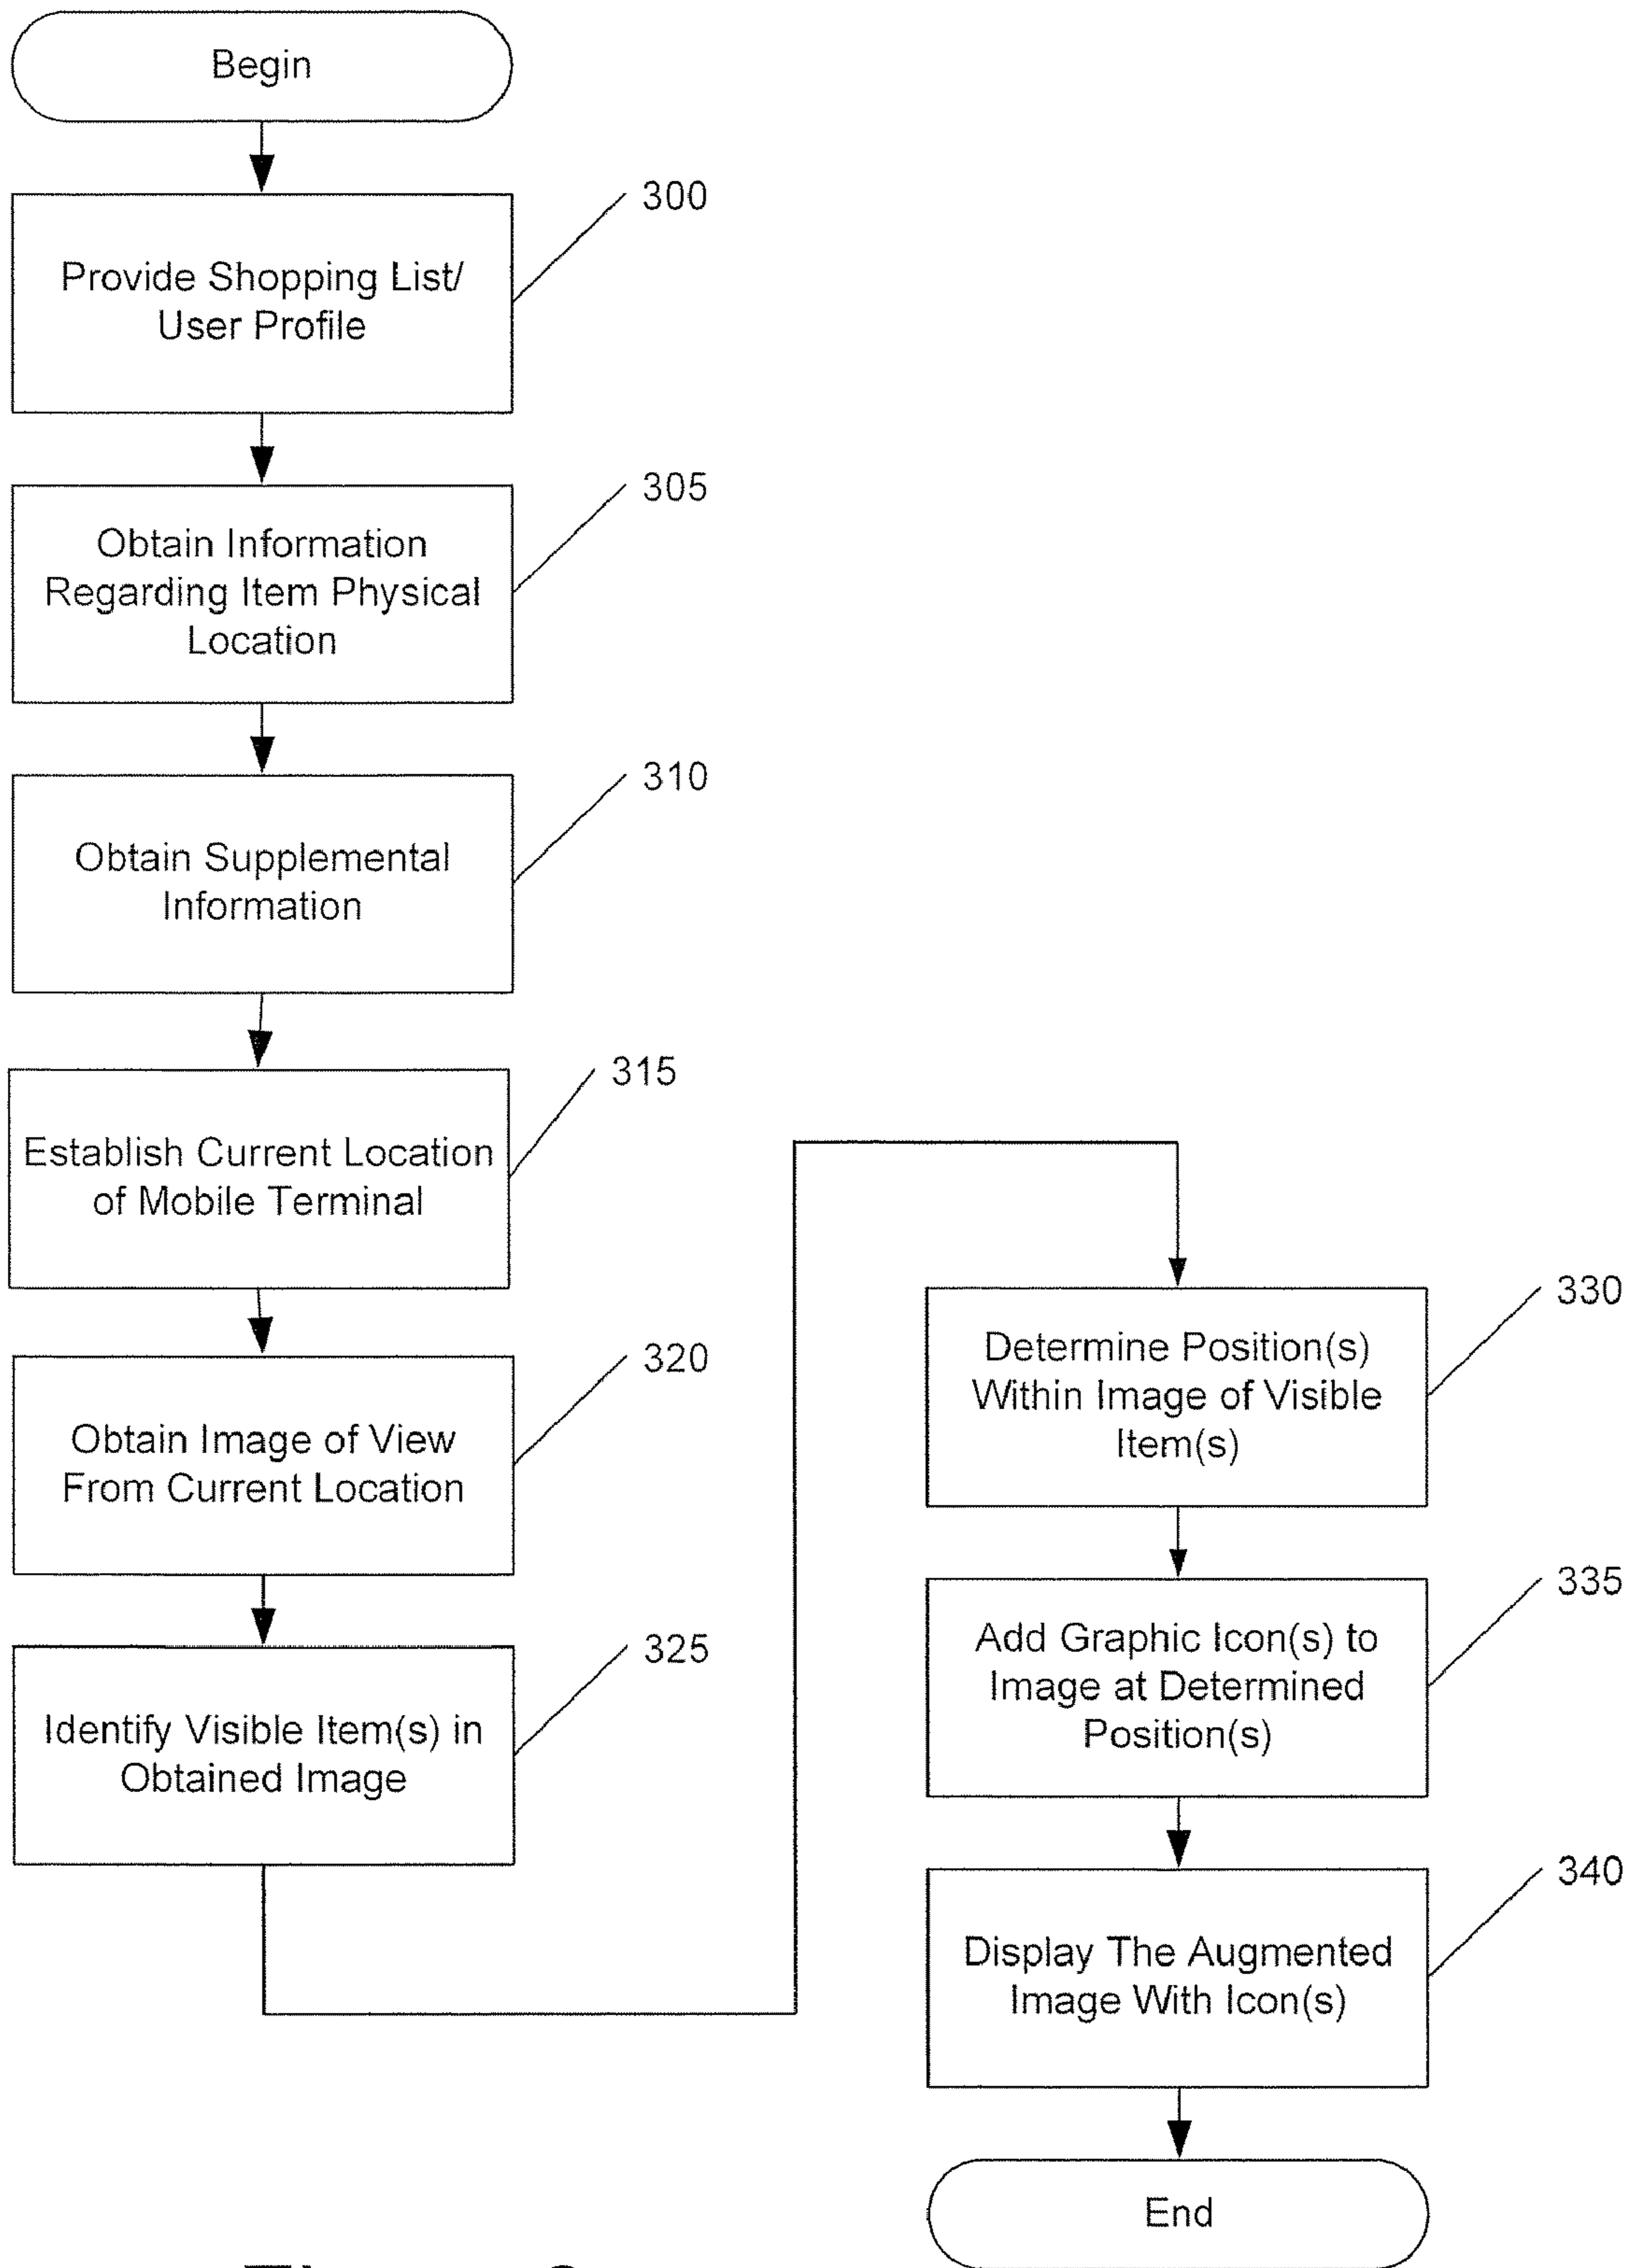 Begin
300
Provide Shopping List/
User Profile
305
Obtain Information
Regarding Item Physical
Location
310
Obtain Supplemental
Information
315
Establish Current Location
of Mobile Terminal
320
Obtain Image of View
From Current Location
325
Identify Visible Item(s) in
Obtained Image
330
Determine Position(s)
Within Image of Visible
Item(s)
335
Add Graphic Icon(s) to
Image at Determined
Position(s)
340
Display The Augmented
Image With Icon(s)
End